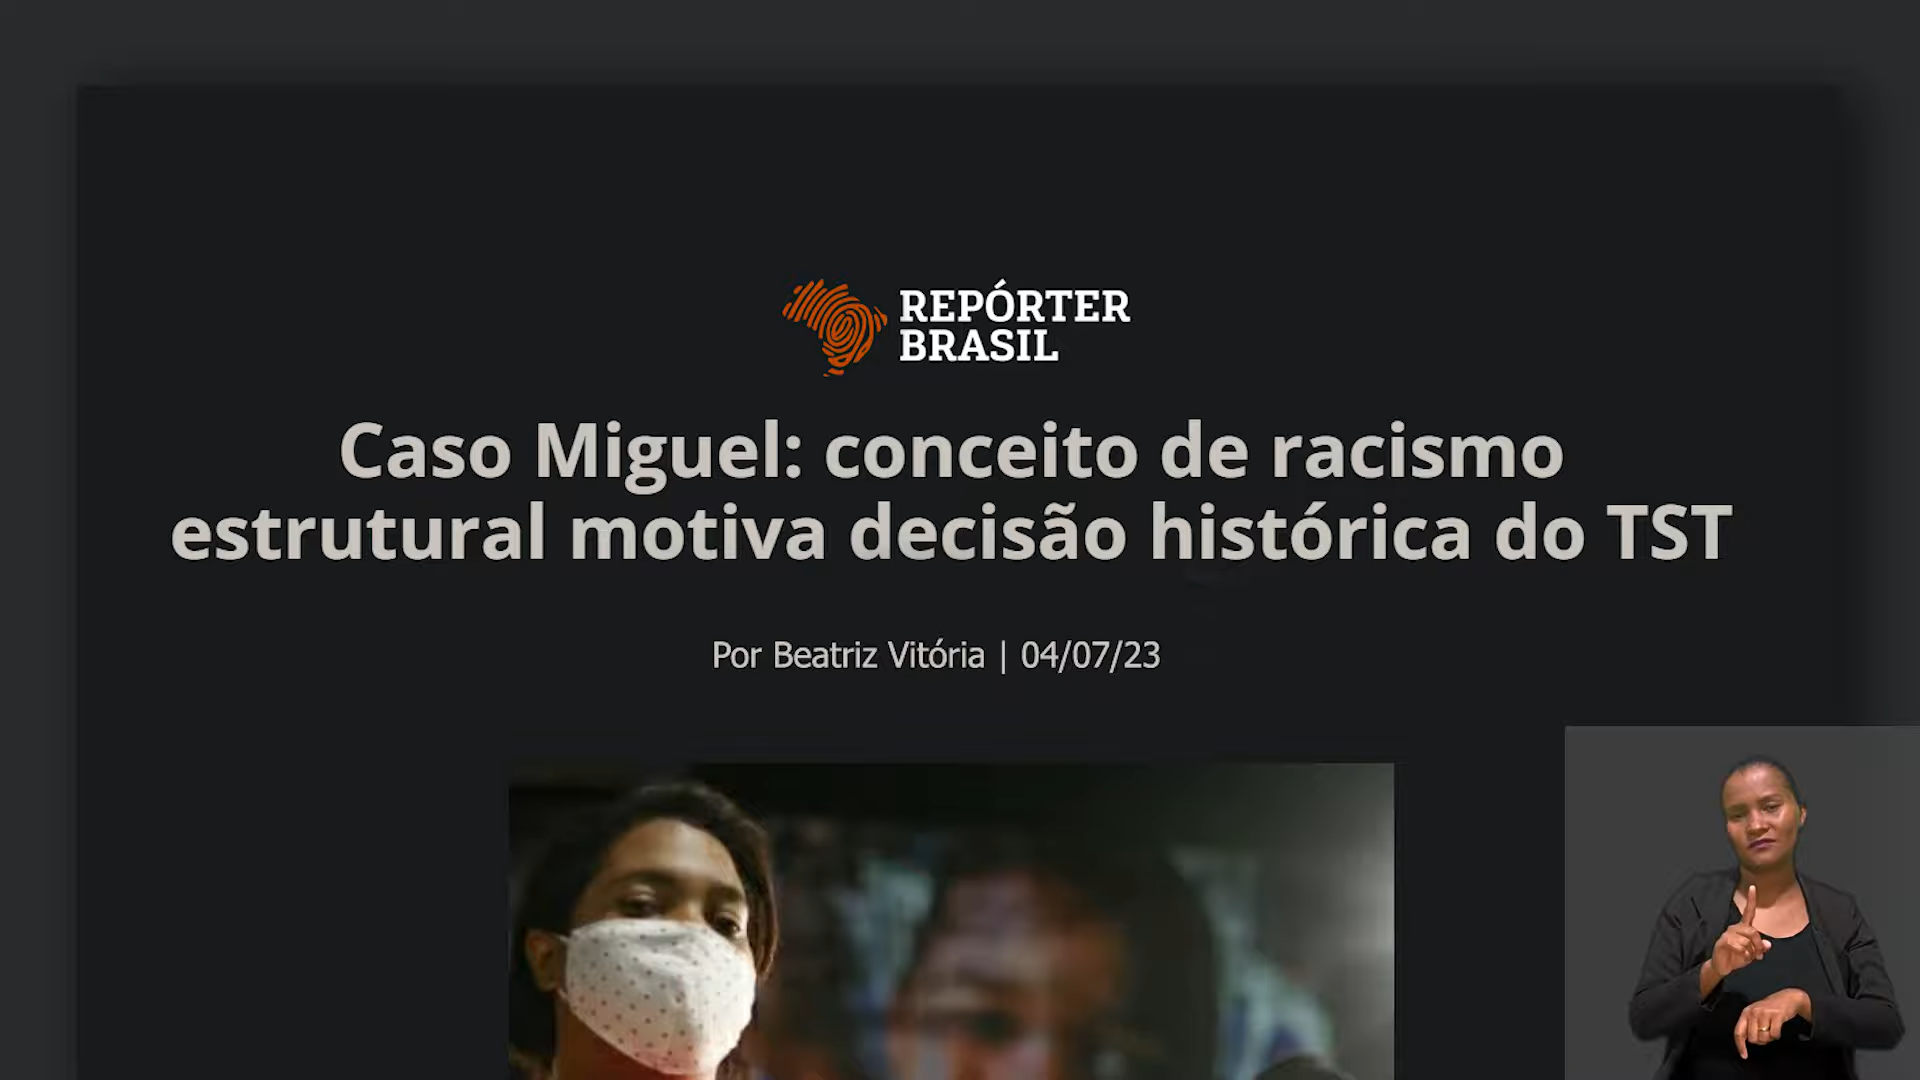 REPÓRTER
BRASIL
Caso Miguel: conceito de racismo
estrutural motiva decisão histórica do TST
Por Beatriz Vitória | 04/07/23